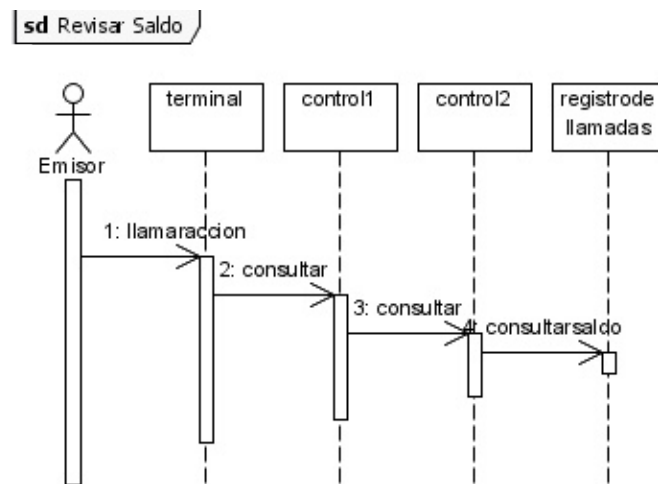 sd Revisar Saldo
Emisor
terminal
control1
control2
registrode
llamadas
1: llamaraccion
2: consultar
3: consultar
4: consultarsaldo